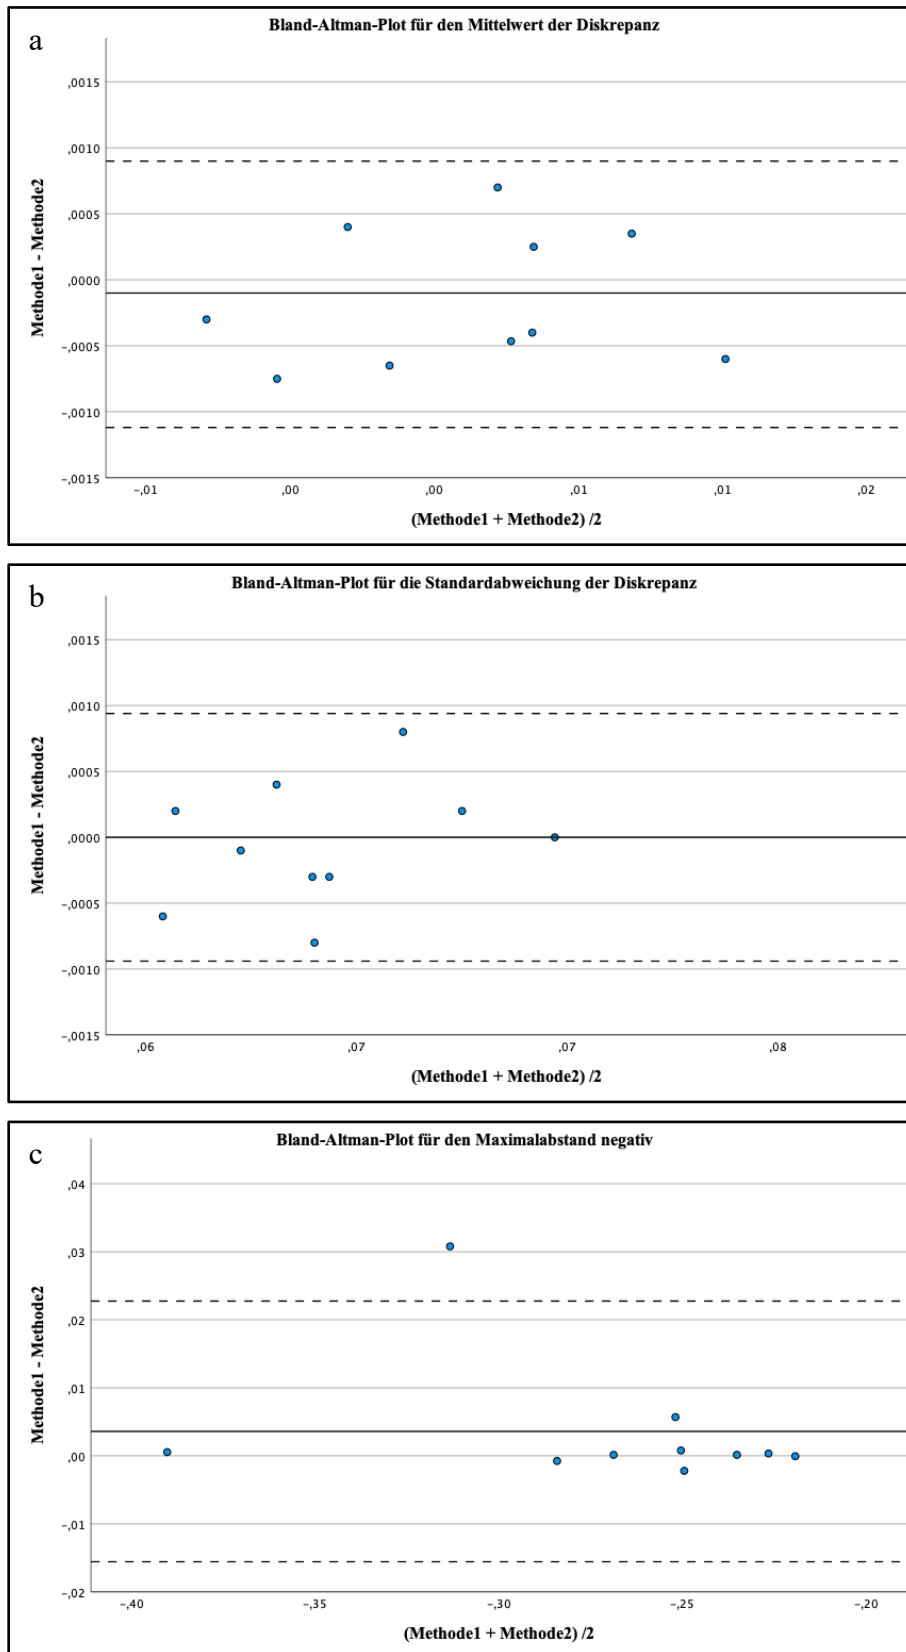 a
Bland-Altman-Plot für den Mittelwert der Diskrepanz
,0015
,0010
,0005
,0000
-,0005
-,0010
-,0015
Methode1 - Methode2
-,01 ,00 ,00 ,01 ,01 ,02
(Methode1 + Methode2) /2
b
Bland-Altman-Plot für die Standardabweichung der Diskrepanz
,0015
,0010
,0005
,0000
-,0005
-,0010
-,0015
Methode1 - Methode2
,06 ,07 ,07 ,08
(Methode1 + Methode2) /2
c
Bland-Altman-Plot für den Maximalabstand negativ
,04
,03
,02
,01
,00
-,01
-,02
Methode1 - Methode2
-,40 -,35 -,30 -,25 -,20
(Methode1 + Methode2) /2